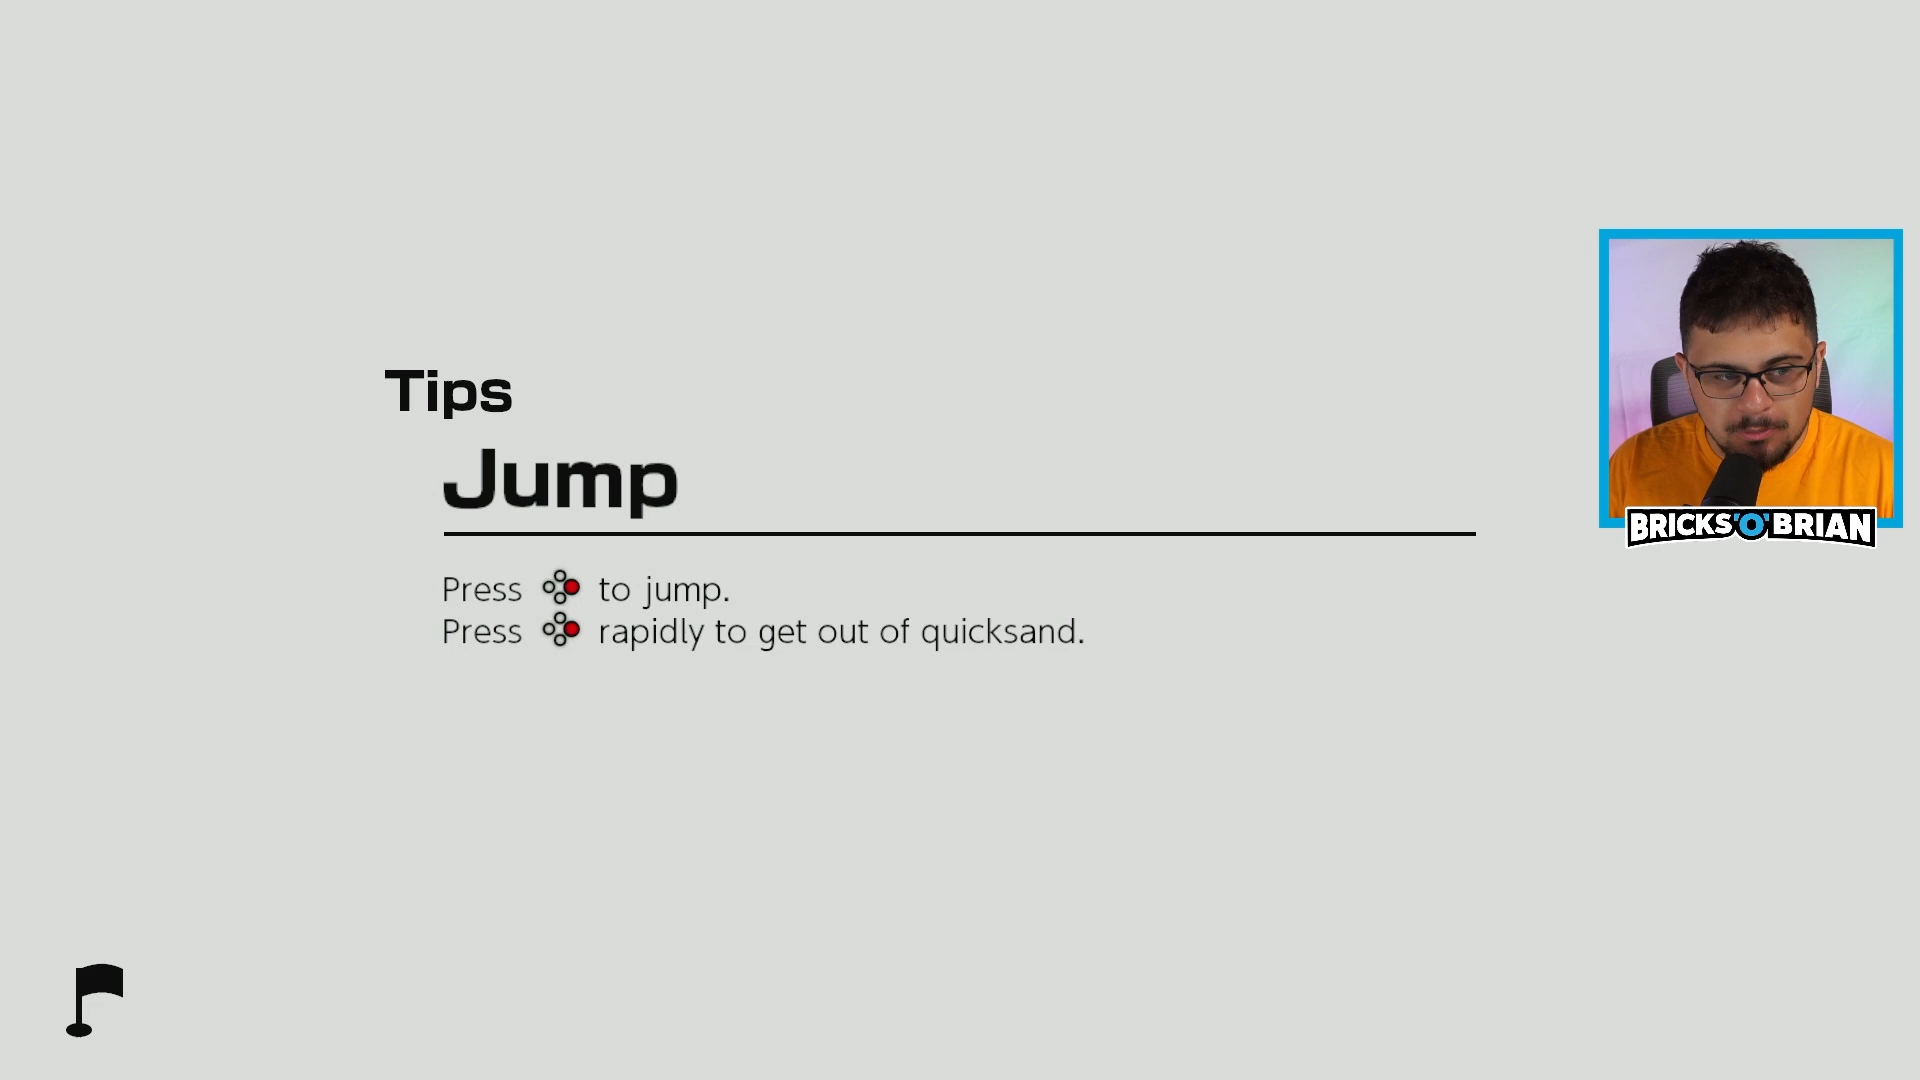 Tips
Jump
Press to jump.
Press rapidly to get out of quicksand.
BRICKS'O'BRIAN